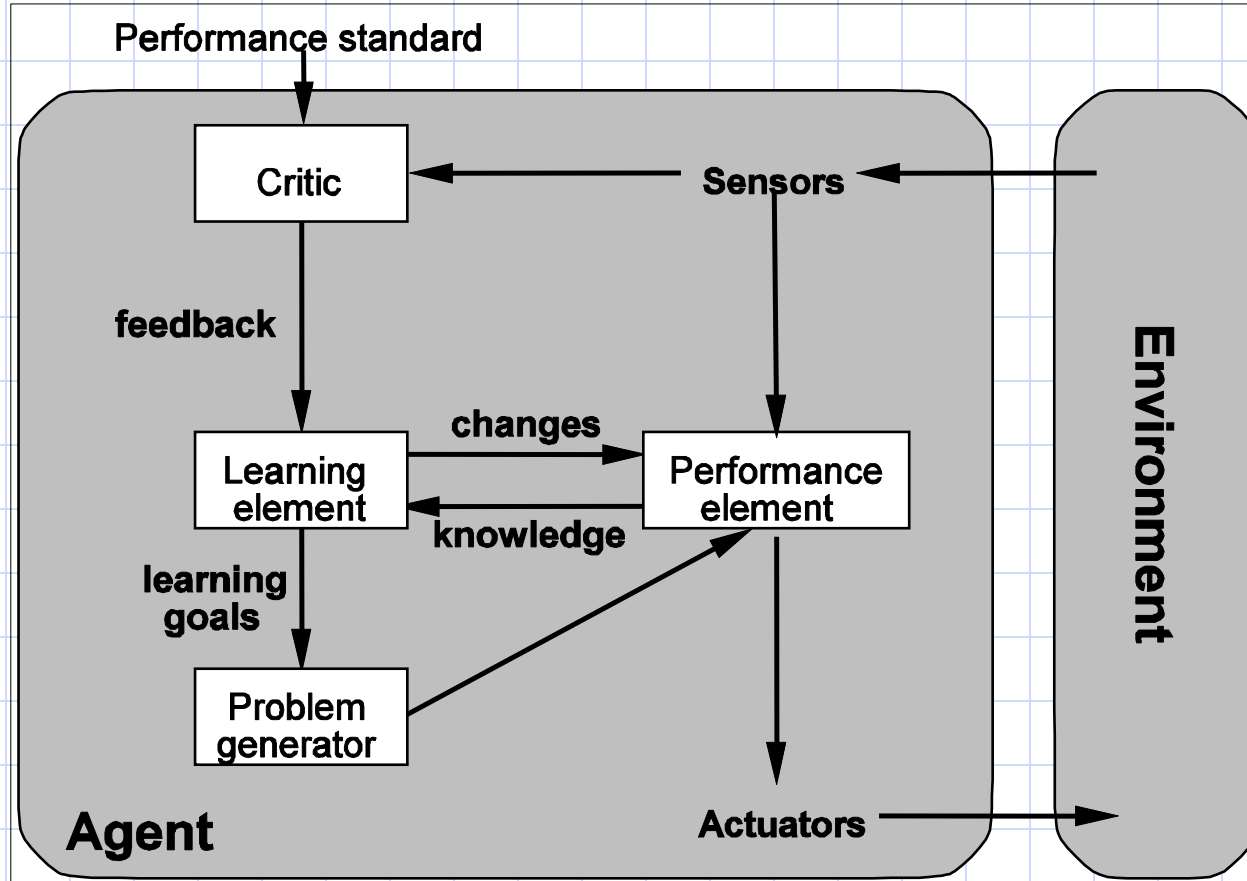 Performance standard
Critic
Sensors
feedback
changes
Learning
element
Performance
element
knowledge
learning
goals
Problem
generator
Agent
Actuators
Environment